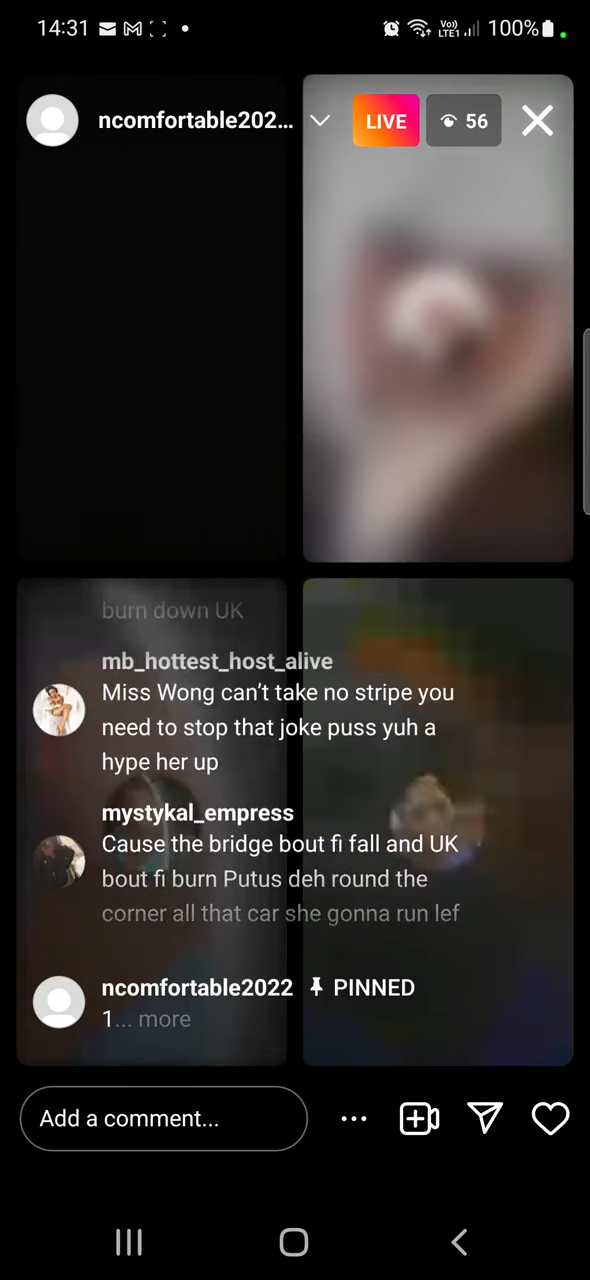 14:31
Vo))
LTE1
100%
ncomfortable202...
LIVE
56
burn down UK
mb_hottest_host_alive
Miss Wong can't take no stripe you
need to stop that joke puss yuh a
hype her up
mystykal_empress
Cause the bridge bout fi fall and UK
bout fi burn Putus deh round the
corner all that car she gonna run lef
ncomfortable2022 PINNED
1... more
Add a comment...